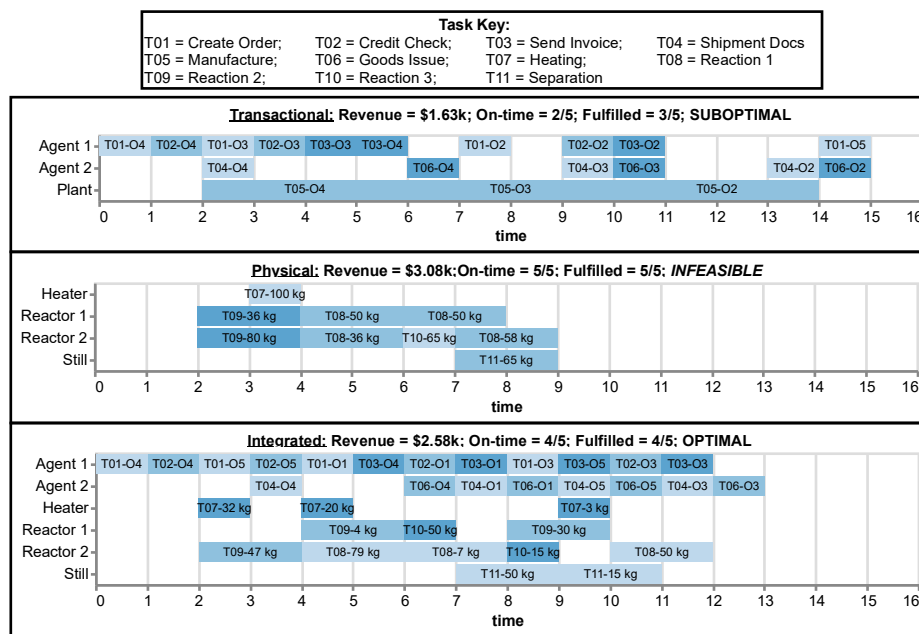 Task Key:
T01 = Create Order; T02 = Credit Check; T03 = Send Invoice; T04 = Shipment Docs
T05 = Manufacture; T06 = Goods Issue; T07 = Heating; T08 = Reaction 1
T09 = Reaction 2; T10 = Reaction 3; T11 = Separation
Transactional: Revenue = $1.63k; On-time = 2/5; Fulfilled = 3/5; SUBOPTIMAL
Agent 1 T01-O4 T02-O4 T01-O3 T02-O3 T03-O3 T03-O4 T01-O2 T02-O2 T03-O2 T01-O5
Agent 2 T04-O4 T06-O4 T04-O3 T06-O3 T04-O2 T06-O2
Plant T05-O4 T05-O3 T05-O2
0 1 2 3 4 5 6 7 8 9 10 11 12 13 14 15 16
time
Physical: Revenue = $3.08k;On-time = 5/5; Fulfilled = 5/5; INFEASIBLE
Heater T07-100 kg
Reactor 1 T09-36 kg T08-50 kg T08-50 kg
Reactor 2 T09-80 kg T08-36 kg T10-65 kg T08-58 kg
Still T11-65 kg
0 1 2 3 4 5 6 7 8 9 10 11 12 13 14 15 16
time
Integrated: Revenue = $2.58k; On-time = 4/5; Fulfilled = 4/5; OPTIMAL
Agent 1 T01-O4 T02-O4 T01-O5 T02-O5 T01-O1 T03-O4 T02-O1 T03-O1 T01-O3 T03-O5 T02-O3 T03-O3
Agent 2 T04-O4 T06-O4 T04-O1 T06-O1 T04-O5 T06-O5 T04-O3 T06-O3
Heater T07-32 kg T07-20 kg T07-3 kg
Reactor 1 T09-4 kg T10-50 kg T09-30 kg
Reactor 2 T09-47 kg T08-79 kg T08-7 kg T10-15 kg T08-50 kg
Still T11-50 kg T11-15 kg
0 1 2 3 4 5 6 7 8 9 10 11 12 13 14 15 16
time